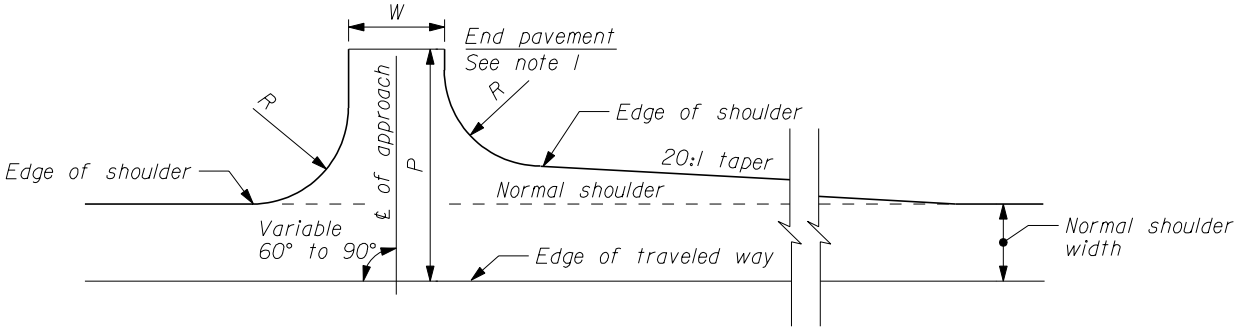 W
End pavement
See note 1
R
R
Edge of shoulder
℄ of approach
P
20:1 taper
Edge of shoulder
Normal shoulder
Variable
60° to 90°
Normal shoulder
width
Edge of traveled way